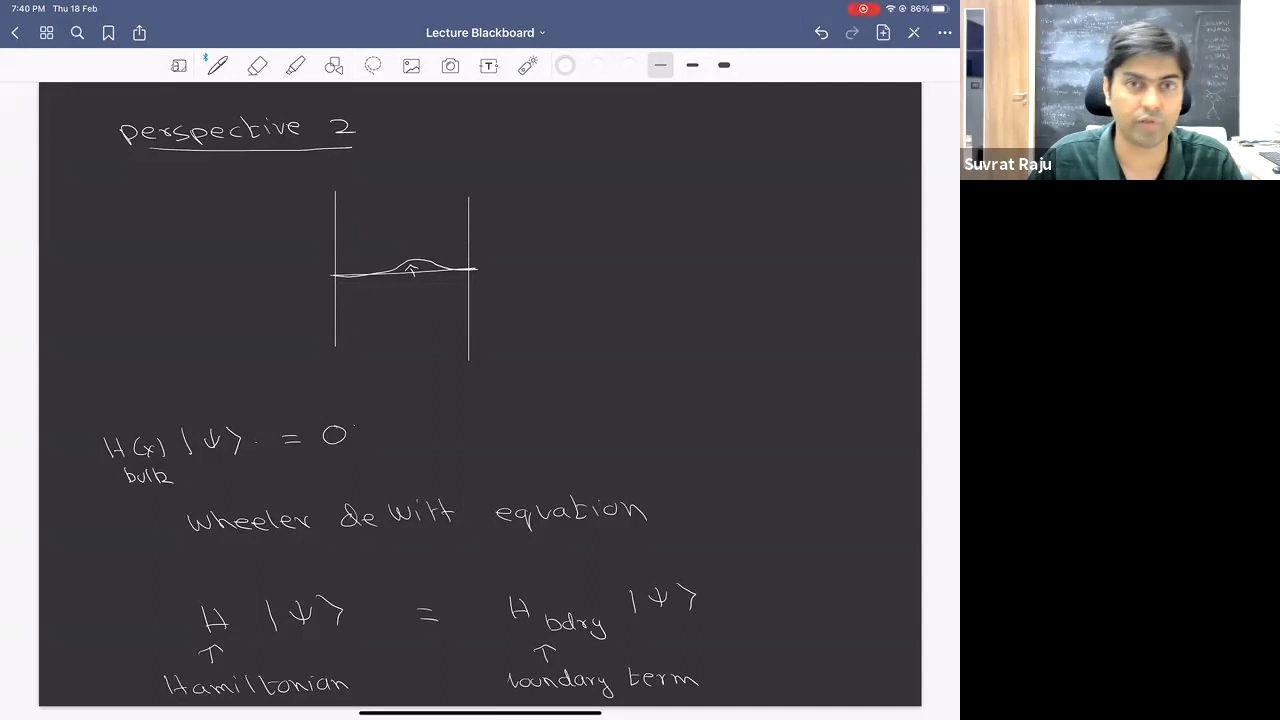 7:40 PM Thu 18 Feb
86%
Lecture Blackboard
perspective 2
H(x) |ψ⟩ = 0
bulk
Wheeler de Witt equation
H |ψ⟩ = H bdry |ψ⟩
↑ ↑
Hamiltonian boundary term
Suvrat Raju